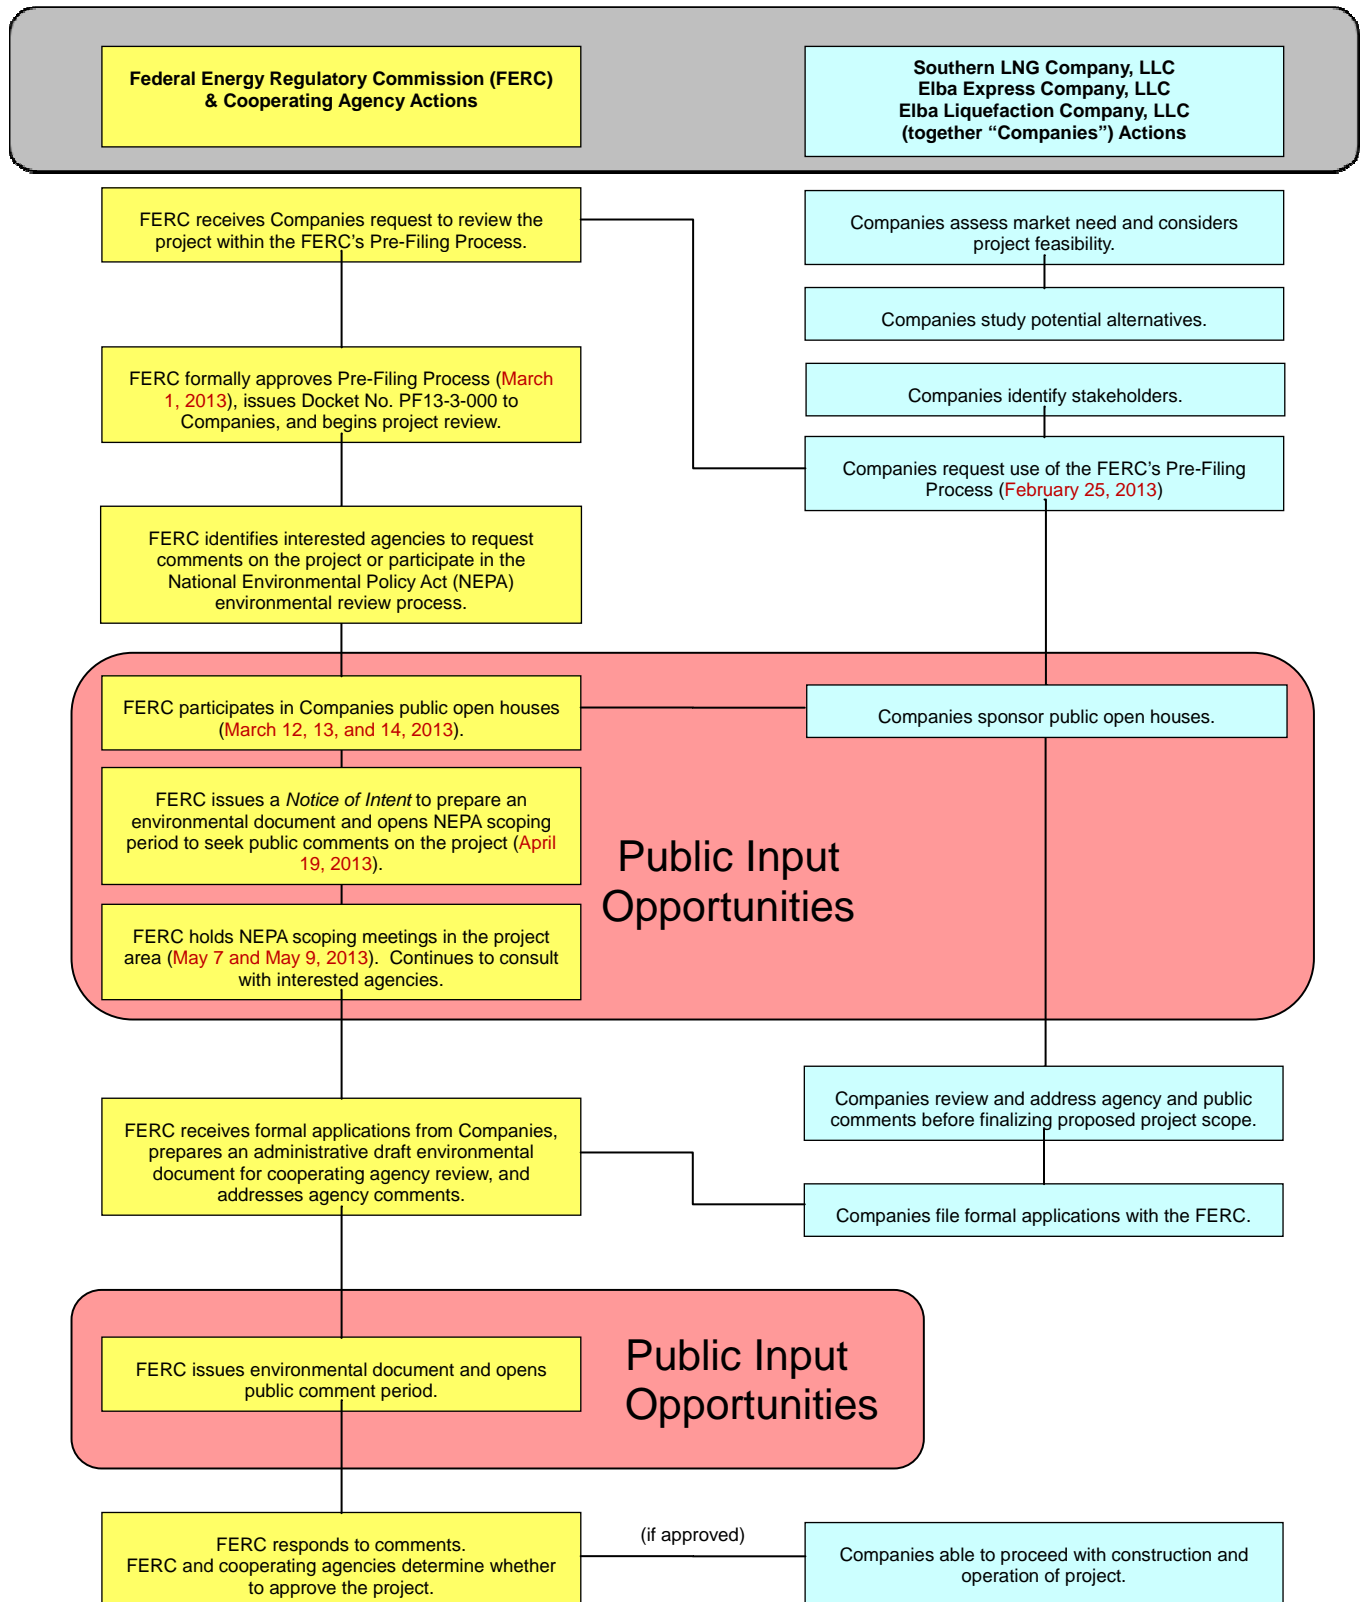 Federal Energy Regulatory Commission (FERC)
& Cooperating Agency Actions
Southern LNG Company, LLC
Elba Express Company, LLC
Elba Liquefaction Company, LLC
(together “Companies”) Actions
FERC receives Companies request to review the
project within the FERC’s Pre-Filing Process.
Companies assess market need and considers
project feasibility.
Companies study potential alternatives.
FERC formally approves Pre-Filing Process (March
1, 2013), issues Docket No. PF13-3-000 to
Companies, and begins project review.
Companies identify stakeholders.
Companies request use of the FERC’s Pre-Filing
Process (February 25, 2013)
FERC identifies interested agencies to request
comments on the project or participate in the
National Environmental Policy Act (NEPA)
environmental review process.
FERC participates in Companies public open houses
(March 12, 13, and 14, 2013).
Companies sponsor public open houses.
FERC issues a Notice of Intent to prepare an
environmental document and opens NEPA scoping
period to seek public comments on the project (April
19, 2013).
Public Input
Opportunities
FERC holds NEPA scoping meetings in the project
area (May 7 and May 9, 2013).  Continues to consult
with interested agencies.
Companies review and address agency and public
comments before finalizing proposed project scope.
FERC receives formal applications from Companies,
prepares an administrative draft environmental
document for cooperating agency review, and
addresses agency comments.
Companies file formal applications with the FERC.
FERC issues environmental document and opens
public comment period.
Public Input
Opportunities
FERC responds to comments.
FERC and cooperating agencies determine whether
to approve the project.
(if approved)
Companies able to proceed with construction and
operation of project.